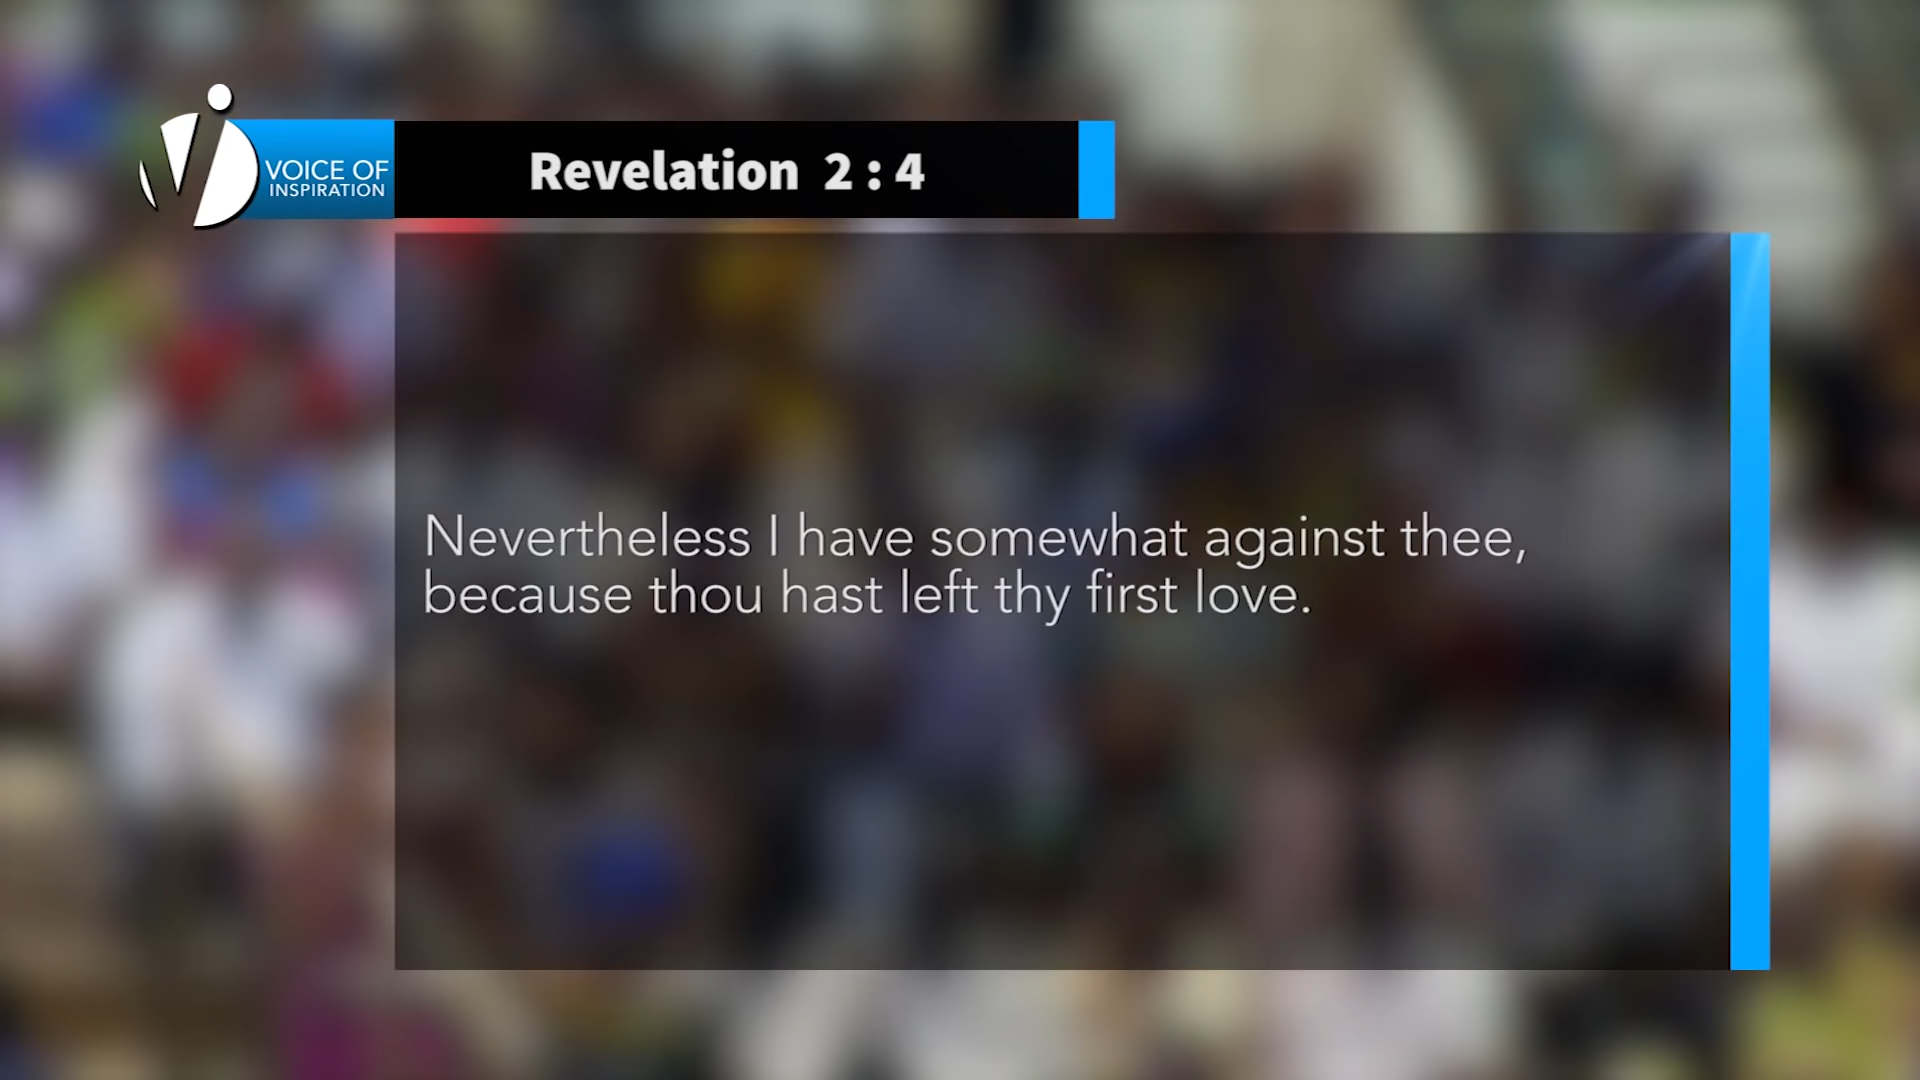 VOICE OF
INSPIRATION
Revelation 2 : 4
Nevertheless I have somewhat against thee,
because thou hast left thy first love.